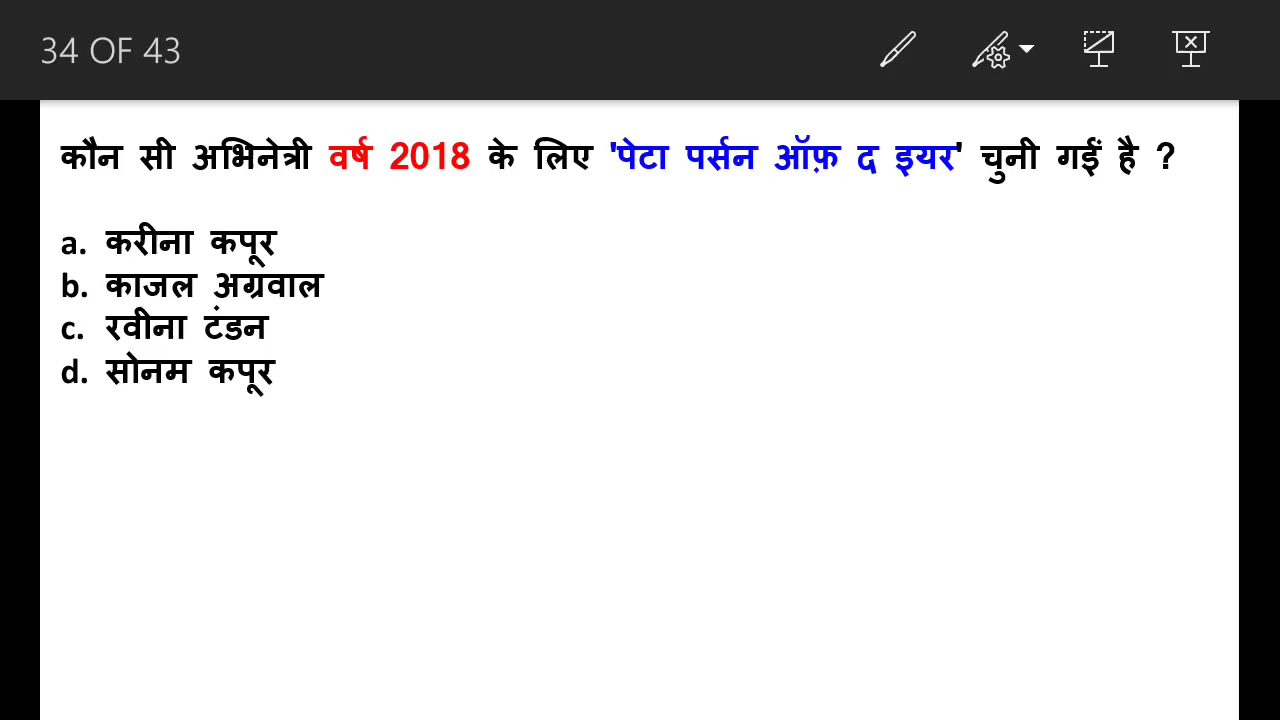 34 OF 43
कौन सी अभिनेत्री वर्ष 2018 के लिए 'पेटा पर्सन ऑफ़ द इयर' चुनी गईं है ?
a. करीना कपूर
b. काजल अग्रवाल
c. रवीना टंडन
d. सोनम कपूर